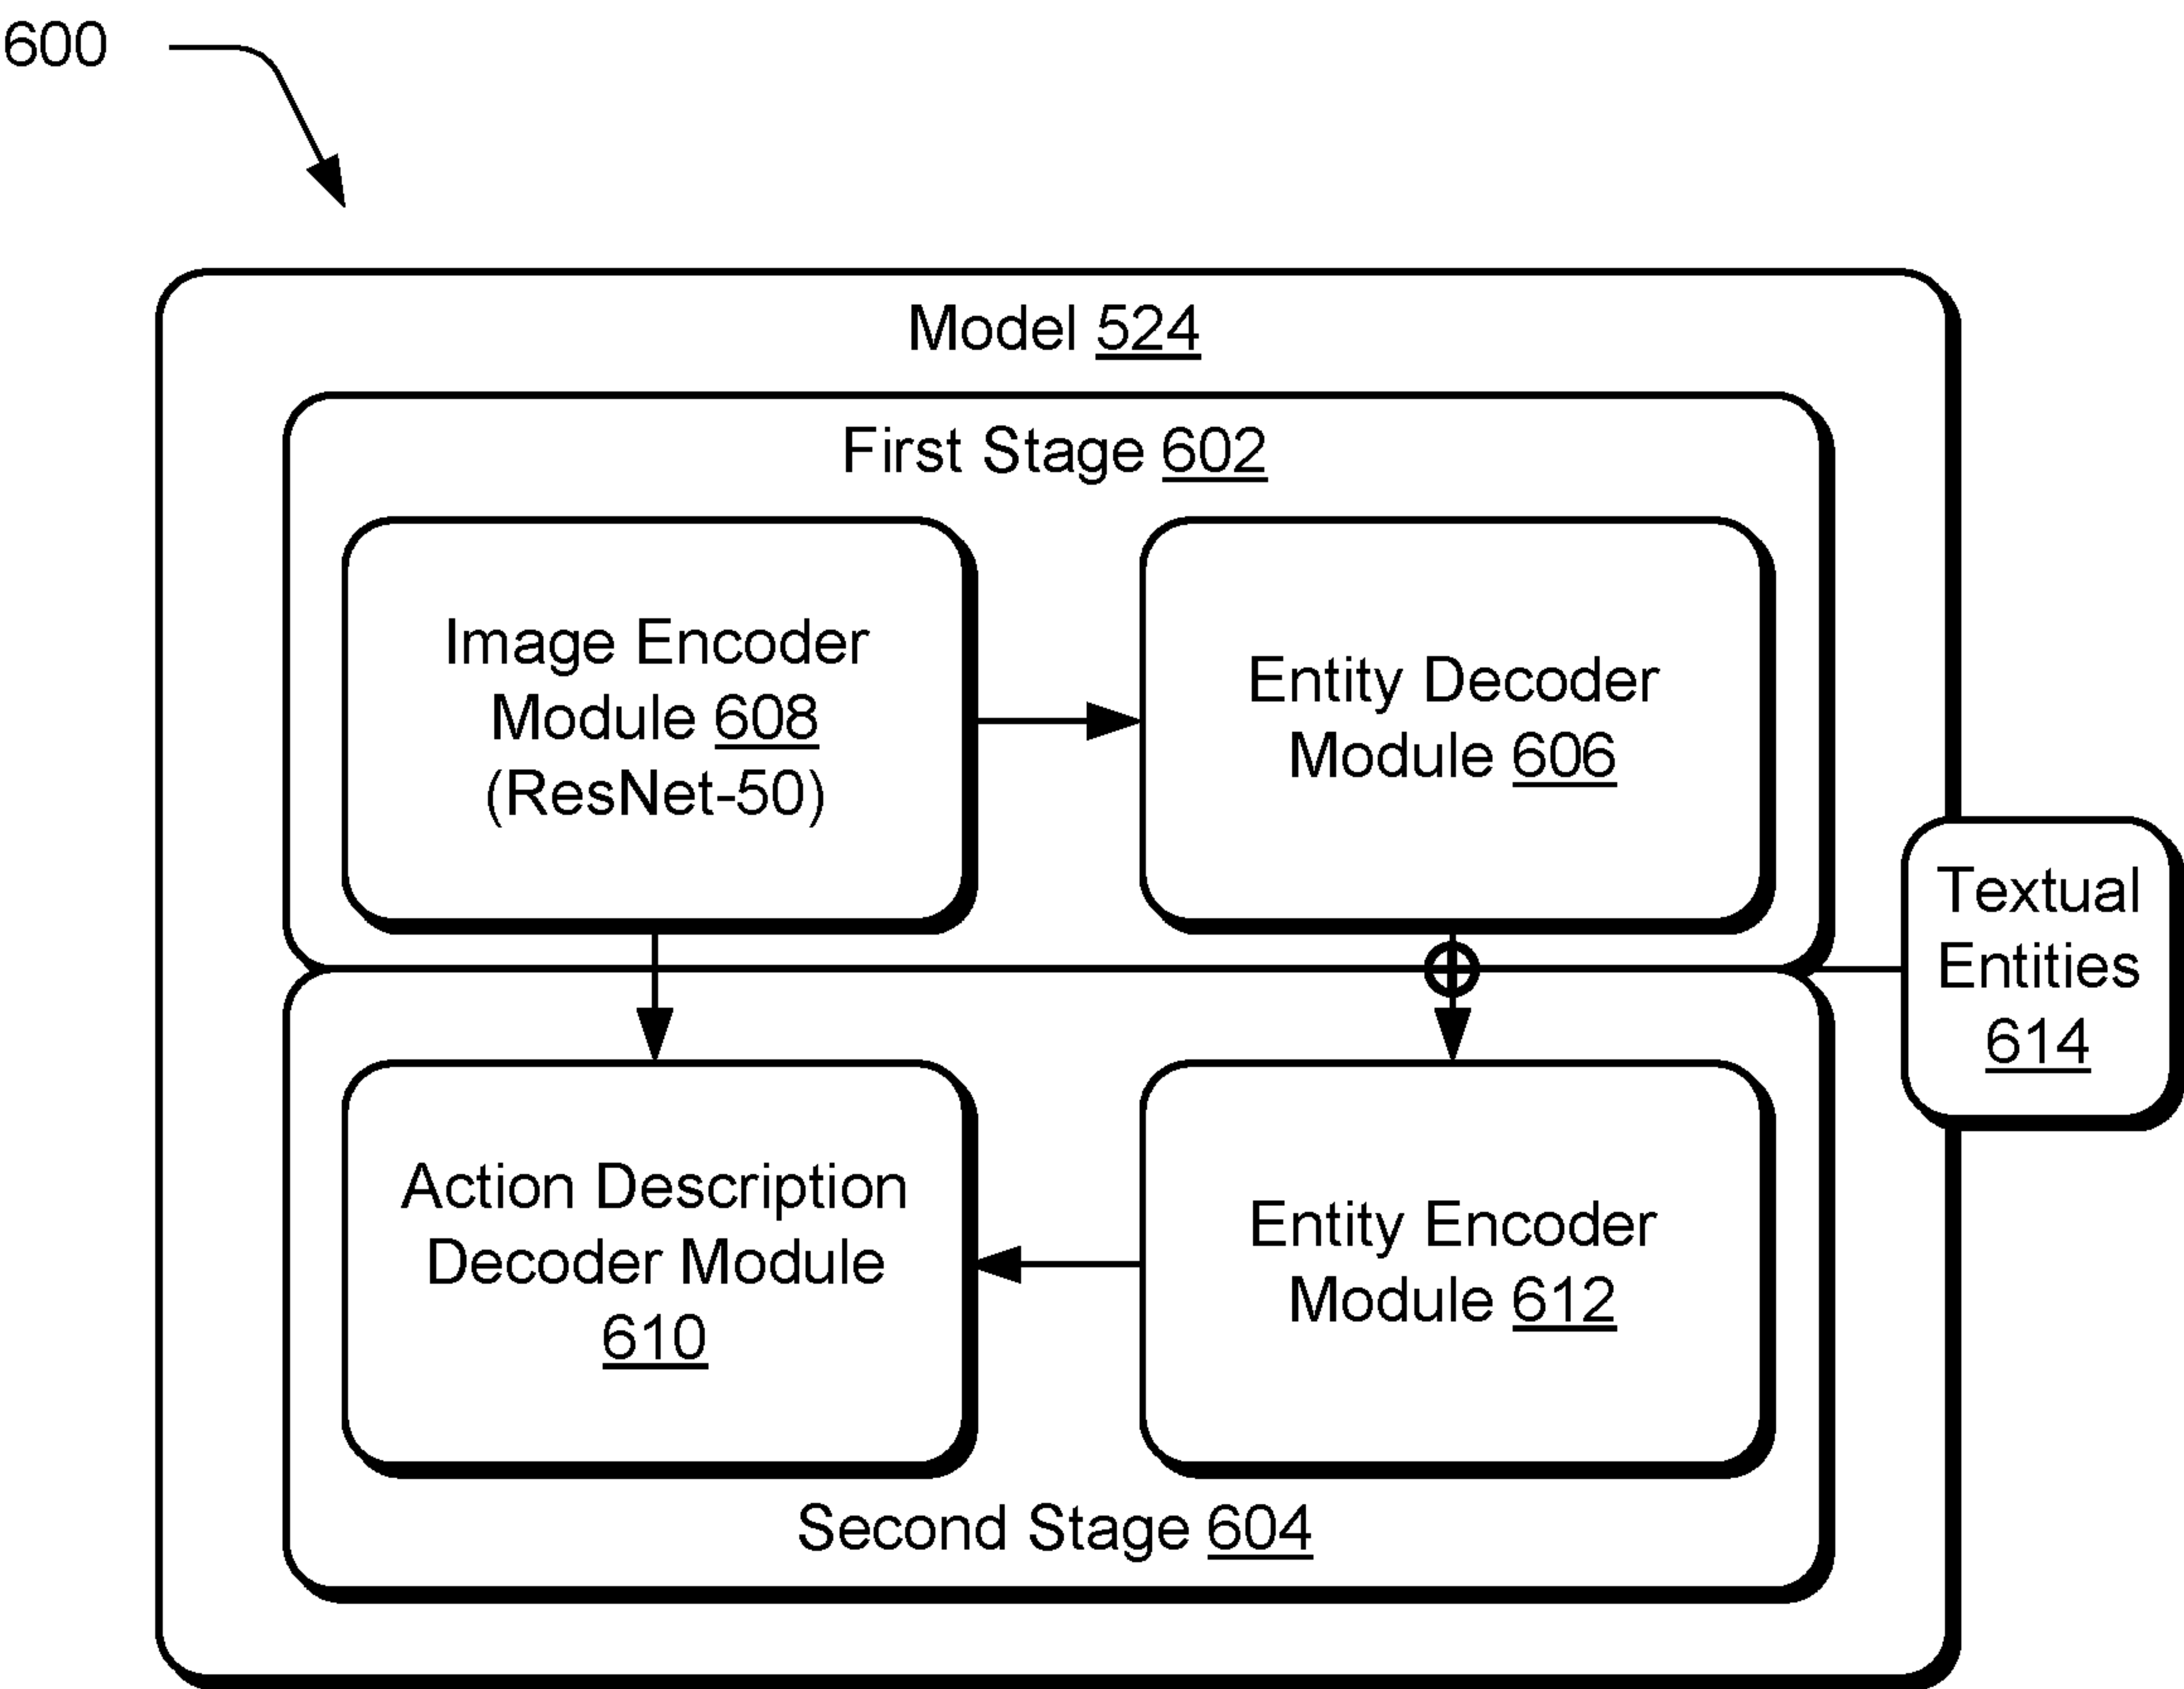 600
Model 524
First Stage 602
Image Encoder
Module 608
(ResNet-50)
Entity Decoder
Module 606
Textual
Entities
614
Action Description
Decoder Module
610
Entity Encoder
Module 612
Second Stage 604